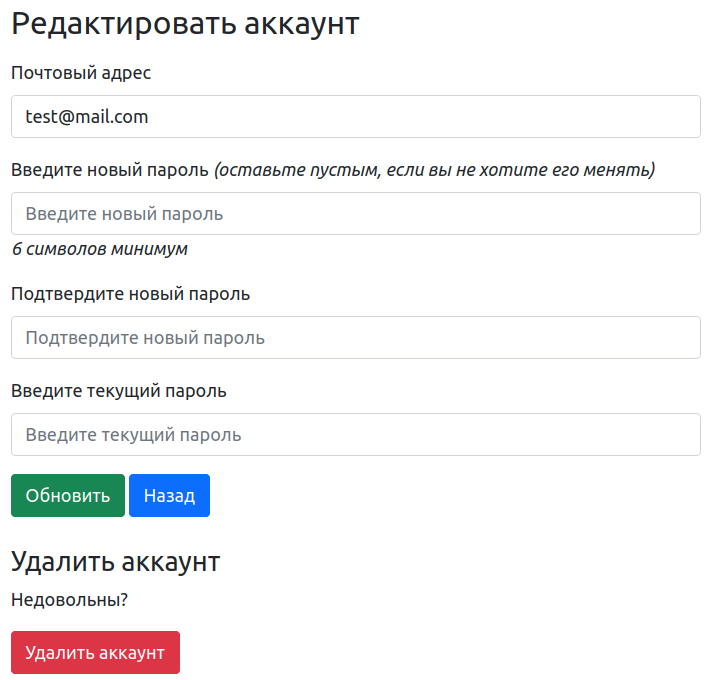 Редактировать аккаунт
Почтовый адрес
test@mail.com
Введите новый пароль (оставьте пустым, если вы не хотите его менять)
Введите новый пароль
6 символов минимум
Подтвердите новый пароль
Подтвердите новый пароль
Введите текущий пароль
Введите текущий пароль
Обновить Назад
Удалить аккаунт
Недовольны?
Удалить аккаунт